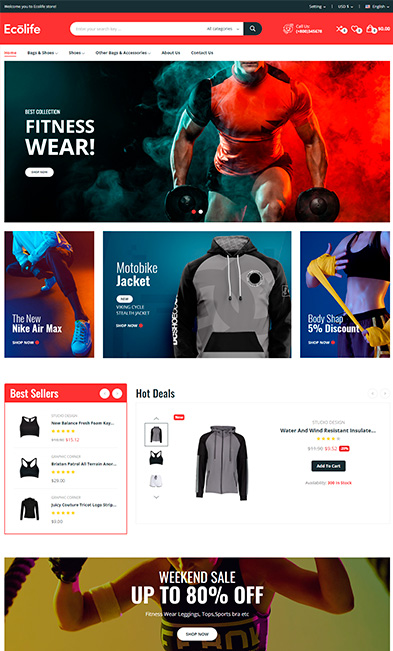 Welcome you to Ecolife store!
Setting
USD $
English
Ecolife
Enter your search key ...
All categories
Call Us
(+800)345678
0
0
0
$0.00
Home
Bags & Shoes
Shoes
Other Bags & Accessories
About Us
Contact Us
BEST COLLECTION
FITNESS
WEAR!
SHOP NOW
The New
Nike Air Max
SHOP NOW
Motobike
Jacket
NEW
VIKING CYCLE
STEALTH JACKET
SHOP NOW
Body Shap
5% Discount
SHOP NOW
Best Sellers
STUDIO DESIGN
New Balance Fresh Foam Kay...
$15.12
GRAPHIC CORNER
Brixton Patrol All Terrain Anor...
$29.00
GRAPHIC CORNER
Juicy Couture Tricot Logo Strip...
$9.00
Hot Deals
New
STUDIO DESIGN
Water And Wind Resistant Insulate...
$11.90 $9.52 -20%
Add To Cart
Availability: 300 In Stock
WEEKEND SALE
UP TO 80% OFF
Fitness Wear Leggings, Tops,Sports bra etc
SHOP NOW